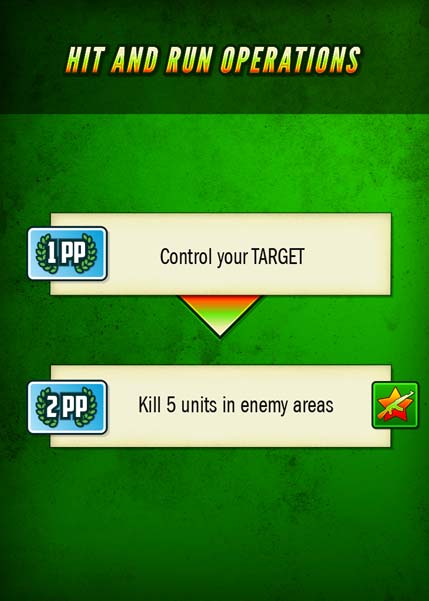 HIT AND RUN OPERATIONS
1 PP
Control your TARGET
2 PP
Kill 5 units in enemy areas